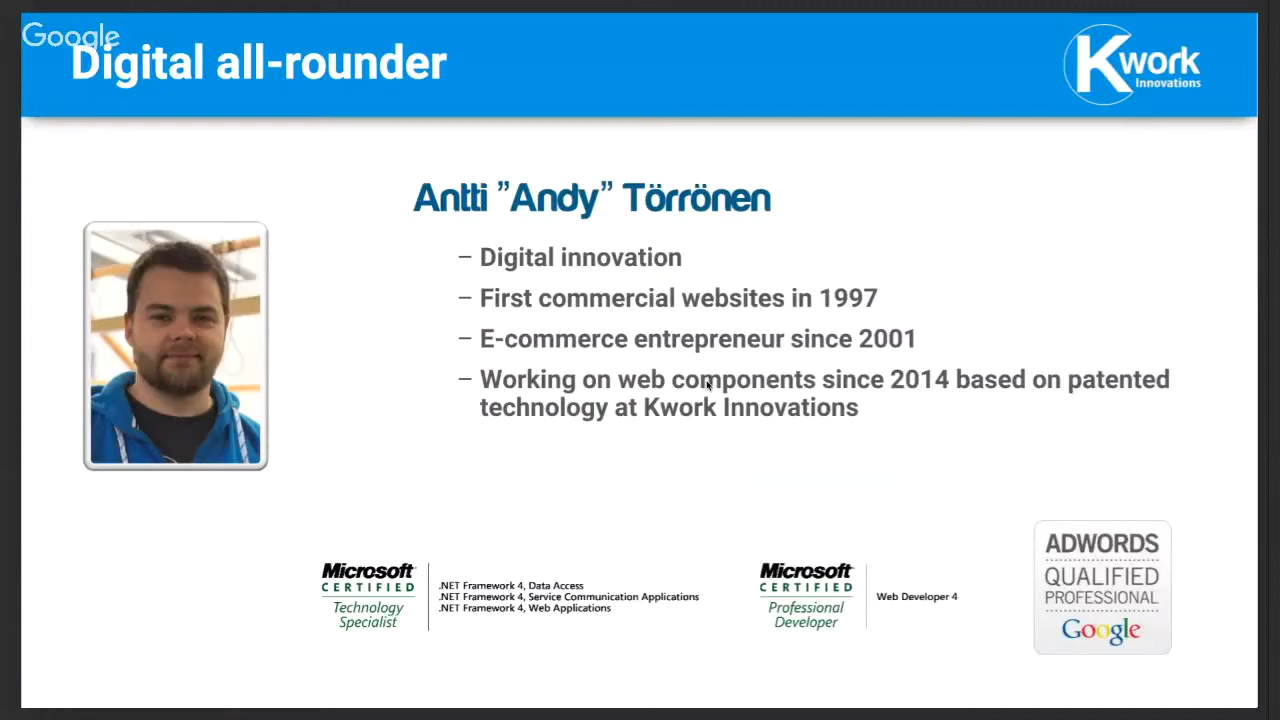 Google
Digital all-rounder
Kwork
Innovations
Antti ”Andy” Törrönen
– Digital innovation
– First commercial websites in 1997
– E-commerce entrepreneur since 2001
– Working on web components since 2014 based on patented
technology at Kwork Innovations
Microsoft
CERTIFIED
Technology
Specialist
.NET Framework 4, Data Access
.NET Framework 4, Service Communication Applications
.NET Framework 4, Web Applications
Microsoft
CERTIFIED
Professional
Developer
Web Developer 4
ADWORDS
QUALIFIED
PROFESSIONAL
Google